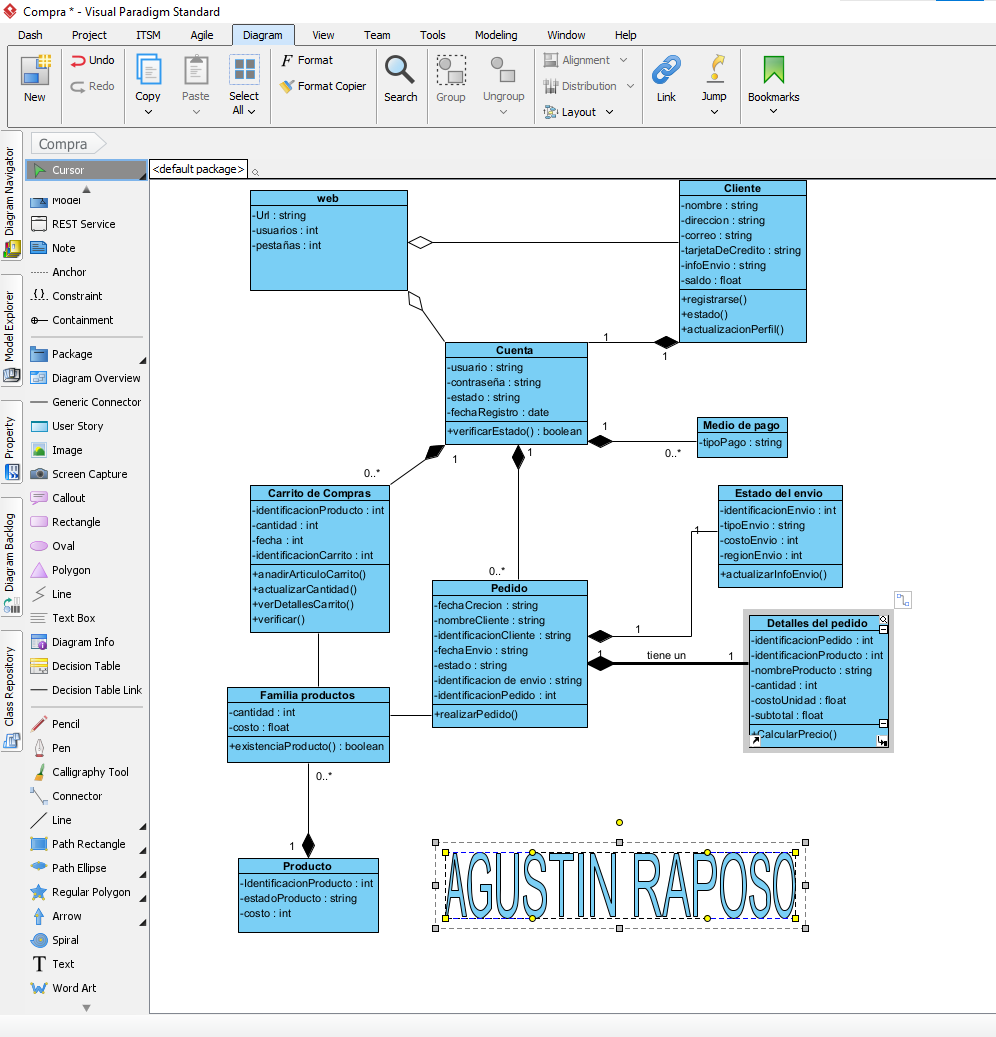 Compra * - Visual Paradigm Standard
Dash Project ITSM Agile Diagram View Team Tools Modeling Window Help
New
Undo
Redo
Copy
Paste
Select
All
Format
Format Copier
Search
Group
Ungroup
Alignment
Distribution
Layout
Link
Jump
Bookmarks
Diagram Navigator
Model Explorer
Property
Diagram Backlog
Class Repository
Compra
Cursor
Model
REST Service
Note
Anchor
Constraint
Containment
Package
Diagram Overview
Generic Connector
User Story
Image
Screen Capture
Callout
Rectangle
Oval
Polygon
Line
Text Box
Diagram Info
Decision Table
Decision Table Link
Pencil
Pen
Calligraphy Tool
Connector
Line
Path Rectangle
Path Ellipse
Regular Polygon
Arrow
Spiral
Text
Word Art
<default package>
web
-Url : string
-usuarios : int
-pestañas : int
Cliente
-nombre : string
-direccion : string
-correo : string
-tarjetaDeCredito : string
-infoEnvio : string
-saldo : float
+registrarse()
+estado()
+actualizacionPerfil()
1
1
Cuenta
-usuario : string
-contraseña : string
-estado : string
-fechaRegistro : date
+verificarEstado() : boolean
1
0..*
Medio de pago
-tipoPago : string
1
0..*
1
0..*
Carrito de Compras
-identificacionProducto : int
-cantidad : int
-fecha : int
-identificacionCarrito : int
+anadirArticuloCarrito()
+actualizarCantidad()
+verDetallesCarrito()
+verificar()
Estado del envio
-identificacionEnvio : int
-tipoEnvio : string
-costoEnvio : int
-regionEnvio : int
+actualizarInfoEnvio()
1
1
Pedido
-fechaCrecion : string
-nombreCliente : string
-identificacionCliente : string
-fechaEnvio : string
-estado : string
-identificacion de envio : string
-identificacionPedido : int
+realizarPedido()
1
tiene un
1
Detalles del pedido
-identificacionPedido : int
-identificacionProducto : int
-nombreProducto : string
-cantidad : int
-costoUnidad : float
-subtotal : float
+CalcularPrecio()
Familia productos
-cantidad : int
-costo : float
+existenciaProducto() : boolean
0..*
1
Producto
-IdentificacionProducto : int
-estadoProducto : string
-costo : int
AGUSTIN RAPOSO